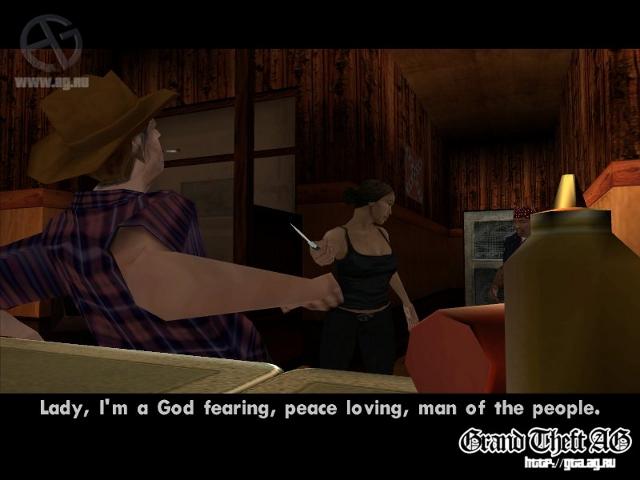 AG
www.ag.ru
Lady, I'm a God fearing, peace loving, man of the people.
Grand Theft AG
http://gta.ag.ru